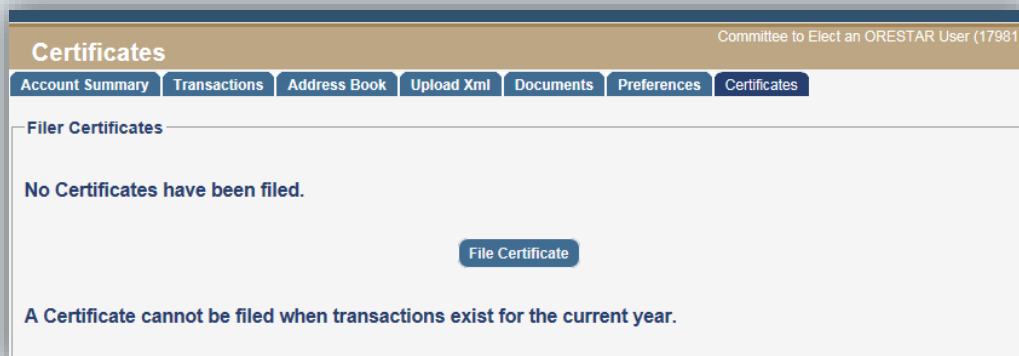 Committee to Elect an ORESTAR User (17981
Certificates
Account Summary Transactions Address Book Upload Xml Documents Preferences Certificates
Filer Certificates
No Certificates have been filed.
File Certificate
A Certificate cannot be filed when transactions exist for the current year.